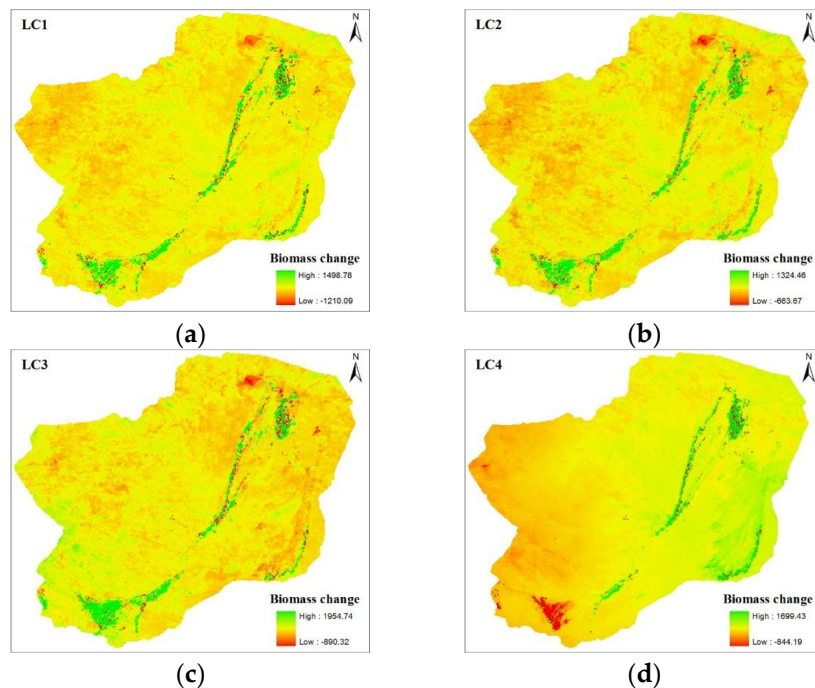 LC1
N
Biomass change
High : 1498.78
Low : -1210.09
(a)
LC2
N
Biomass change
High : 1324.46
Low : -663.67
(b)
LC3
N
Biomass change
High : 1954.74
Low : -890.32
(c)
LC4
N
Biomass change
High : 1699.43
Low : -844.19
(d)